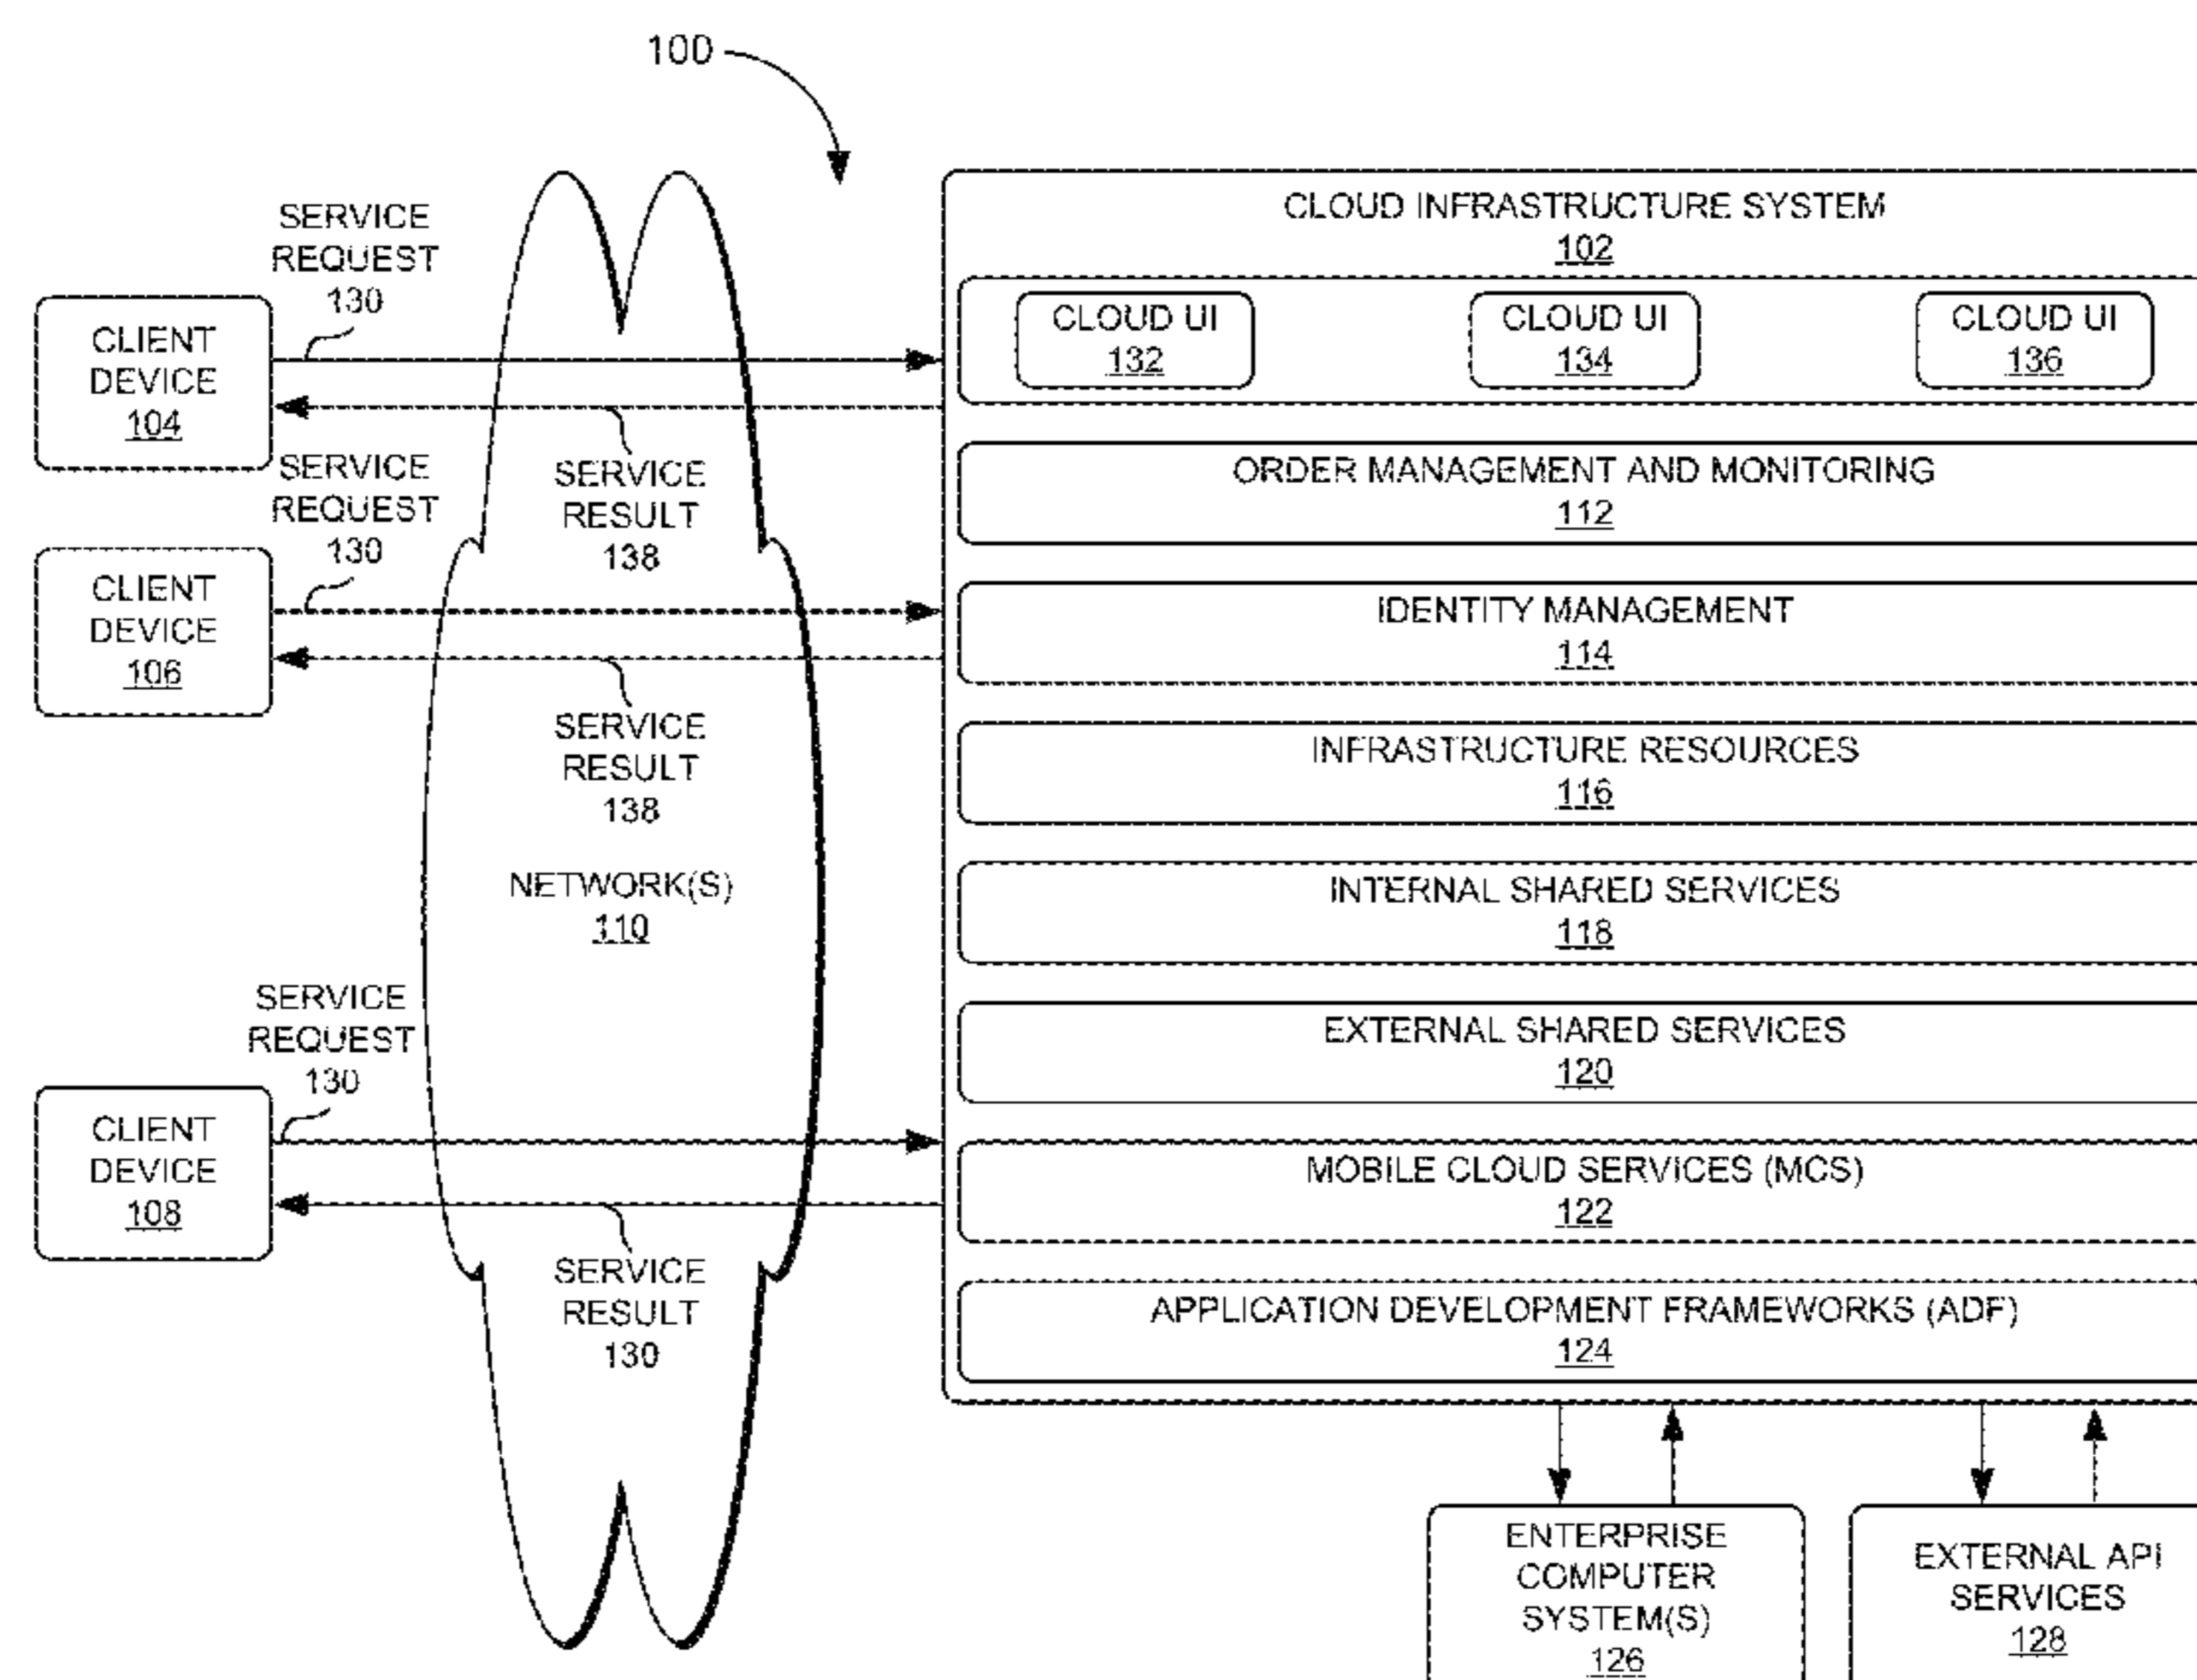 100
SERVICE
REQUEST
130
CLIENT
DEVICE
104
SERVICE
RESULT
138
SERVICE
REQUEST
130
CLIENT
DEVICE
106
SERVICE
RESULT
138
NETWORK(S)
110
SERVICE
REQUEST
130
CLIENT
DEVICE
108
SERVICE
RESULT
130
CLOUD INFRASTRUCTURE SYSTEM
102
CLOUD UI
132
CLOUD UI
134
CLOUD UI
136
ORDER MANAGEMENT AND MONITORING
112
IDENTITY MANAGEMENT
114
INFRASTRUCTURE RESOURCES
116
INTERNAL SHARED SERVICES
118
EXTERNAL SHARED SERVICES
120
MOBILE CLOUD SERVICES (MCS)
122
APPLICATION DEVELOPMENT FRAMEWORKS (ADF)
124
ENTERPRISE
COMPUTER
SYSTEM(S)
126
EXTERNAL API
SERVICES
128